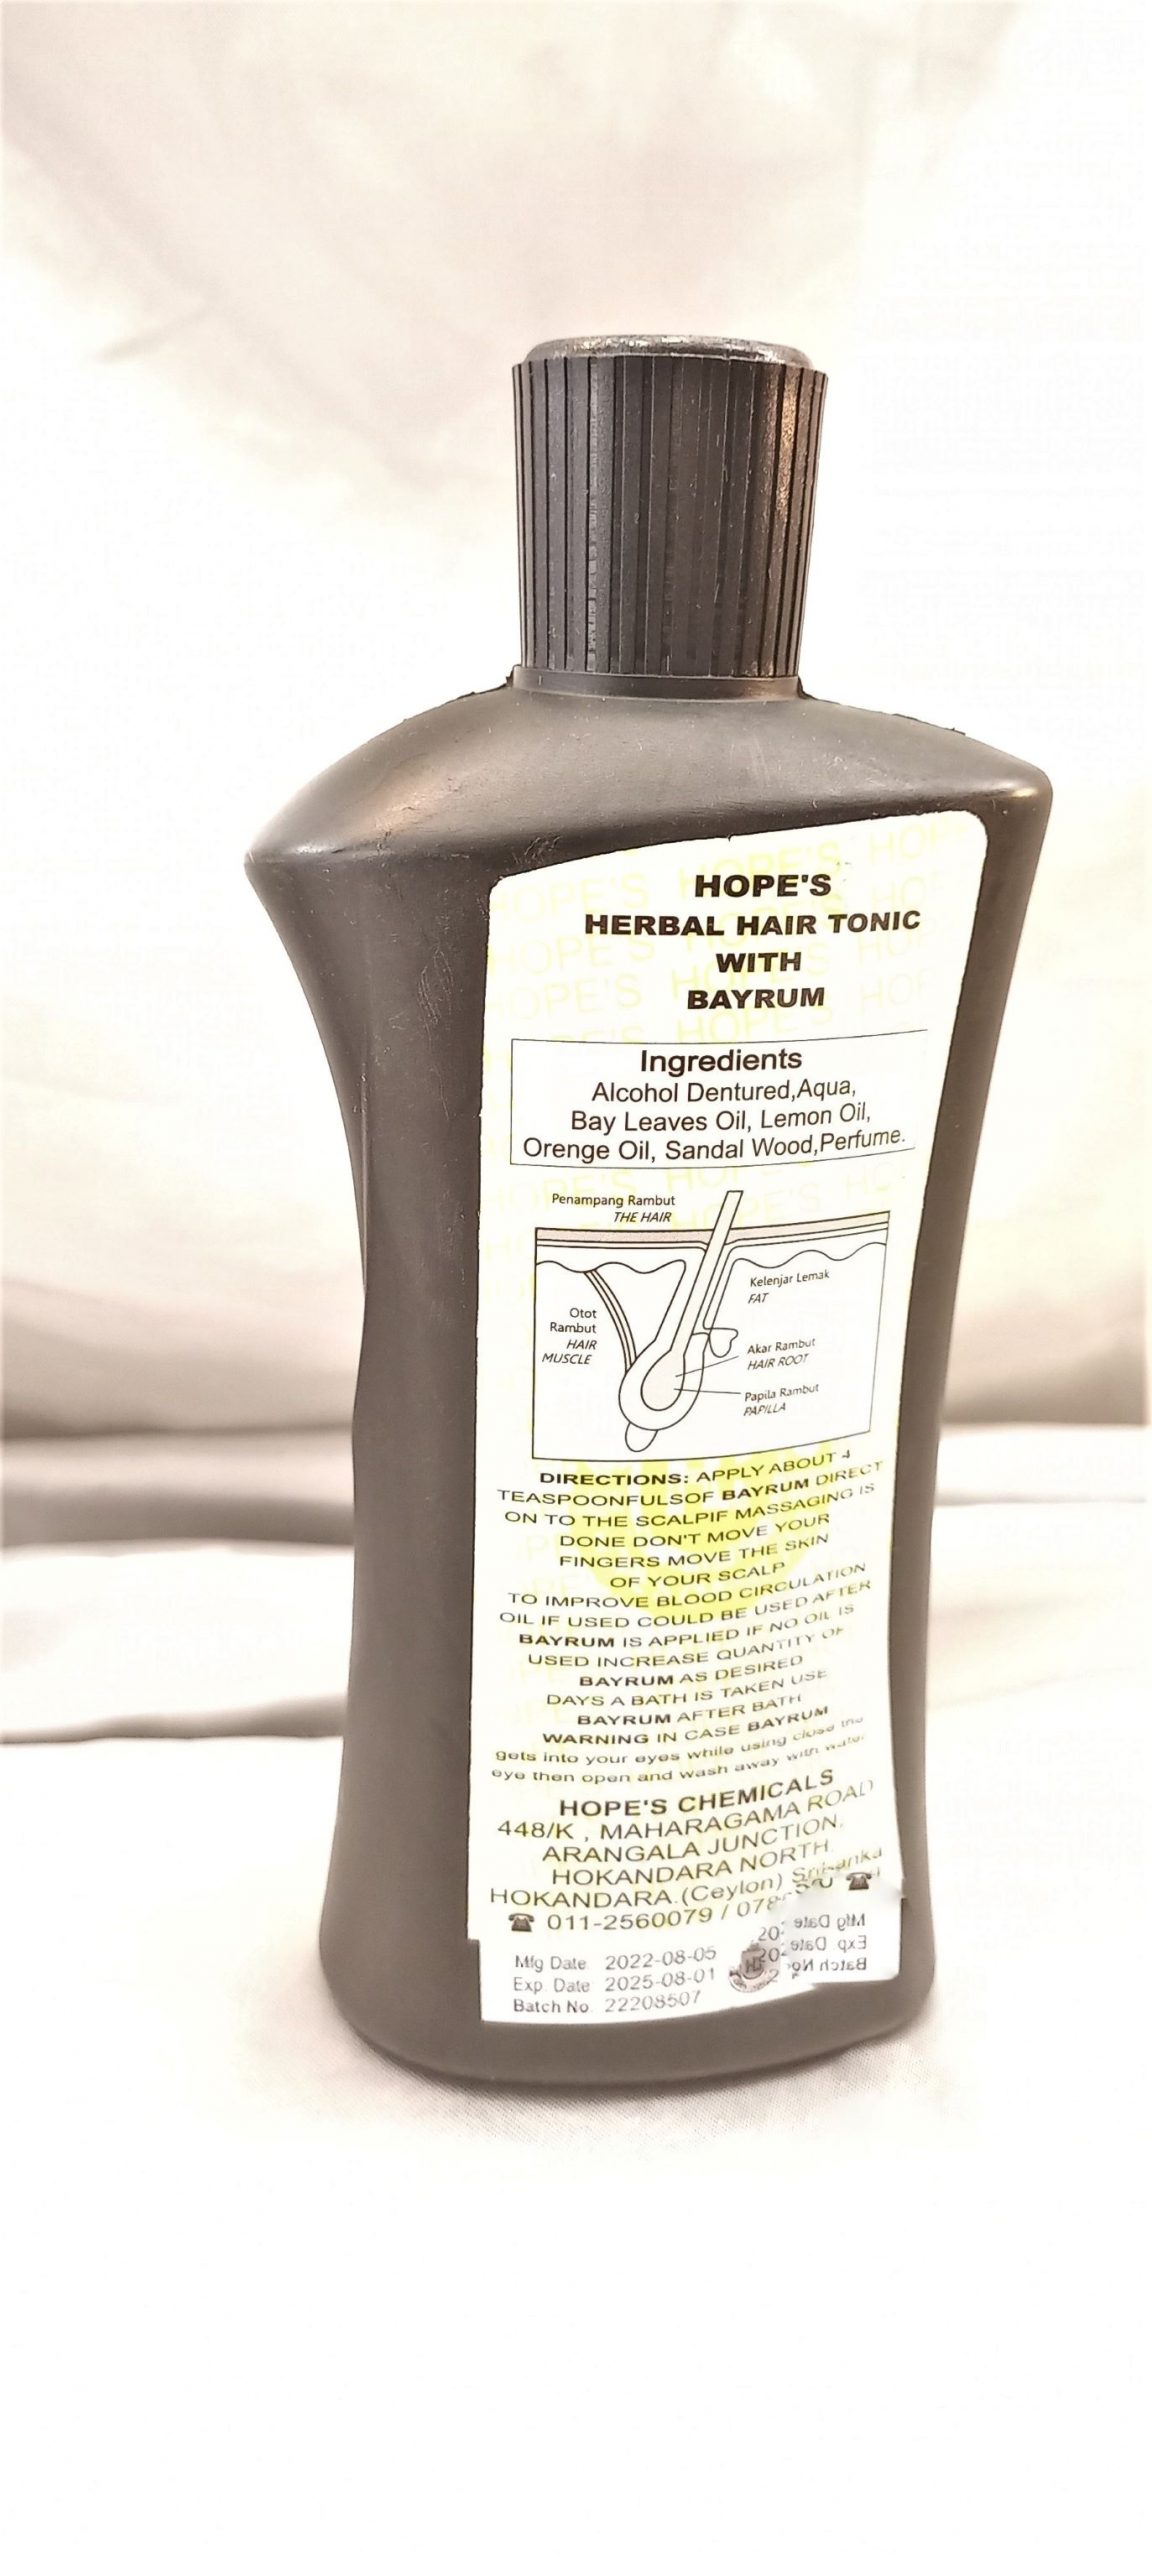 HOPE'S
HERBAL HAIR TONIC
WITH
BAYRUM
Ingredients
Alcohol Dentured,Aqua,
Bay Leaves Oil, Lemon Oil,
Orenge Oil, Sandal Wood,Perfume.
Penampang Rambut
THE HAIR
Kelenjar Lemak
FAT
Otot
Rambut
HAIR
MUSCLE
Akar Rambut
HAIR ROOT
Papila Rambut
PAPILLA
DIRECTIONS: APPLY ABOUT 4
TEASPOONFULSOF BAYRUM DIRECT
ON TO THE SCALPIF MASSAGING IS
DONE DON'T MOVE YOUR
FINGERS MOVE THE SKIN
OF YOUR SCALP
TO IMPROVE BLOOD CIRCULATION
OIL IF USED COULD BE USED AFTER
BAYRUM IS APPLIED IF NO OIL IS
USED INCREASE QUANTITY OF
BAYRUM AS DESIRED
DAYS A BATH IS TAKEN USE
BAYRUM AFTER BATH
WARNING IN CASE BAYRUM
gets into your eyes while using close the
eye then open and wash away with water
HOPE'S CHEMICALS
448/K , MAHARAGAMA ROAD
ARANGALA JUNCTION,
HOKANDARA NORTH.
HOKANDARA.(Ceylon)
011-2560079 /
Mfg Date 2022-08-05
Exp. Date 2025-08-01
Batch No. 22208507
Mfg Date
Exp. Date
Batch No.